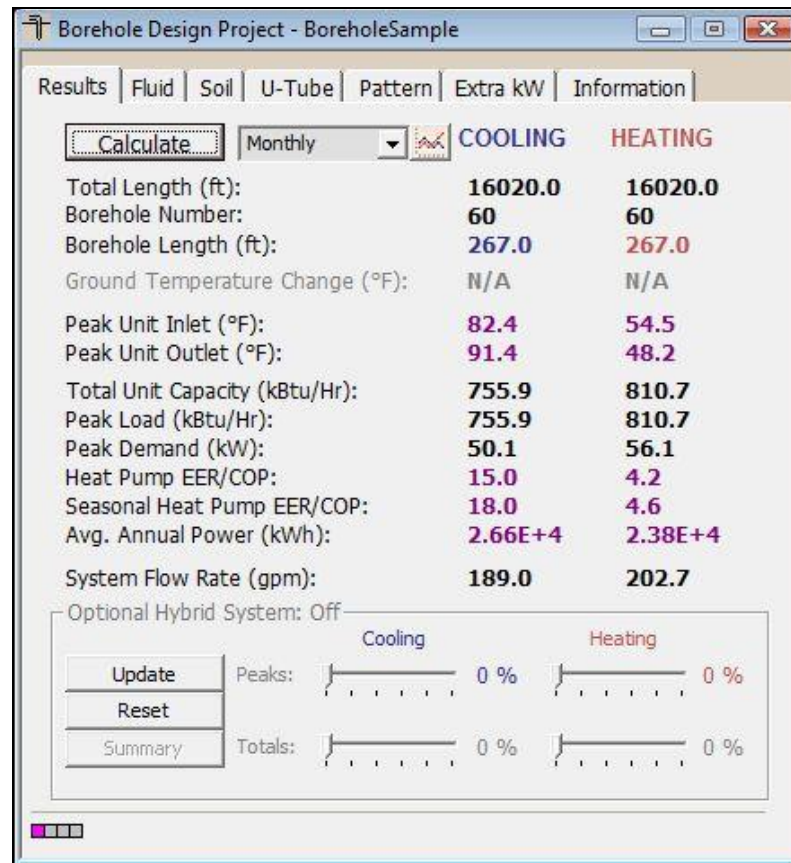 Borehole Design Project - BoreholeSample
Results Fluid Soil U-Tube Pattern Extra kW Information
Calculate Monthly COOLING HEATING
Total Length (ft): 16020.0 16020.0
Borehole Number: 60 60
Borehole Length (ft): 267.0 267.0
Ground Temperature Change (°F): N/A N/A
Peak Unit Inlet (°F): 82.4 54.5
Peak Unit Outlet (°F): 91.4 48.2
Total Unit Capacity (kBtu/Hr): 755.9 810.7
Peak Load (kBtu/Hr): 755.9 810.7
Peak Demand (kW): 50.1 56.1
Heat Pump EER/COP: 15.0 4.2
Seasonal Heat Pump EER/COP: 18.0 4.6
Avg. Annual Power (kWh): 2.66E+4 2.38E+4
System Flow Rate (gpm): 189.0 202.7
Optional Hybrid System: Off
Cooling Heating
Update Peaks: 0 % 0 %
Reset
Summary Totals: 0 % 0 %